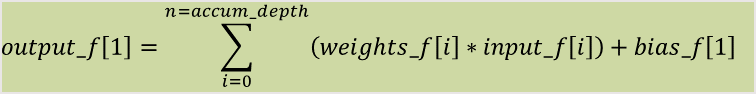 n=accum_depth
output_f[1] = ∑ (weights_f[i] * input_f[i]) + bias_f[1]
i=0